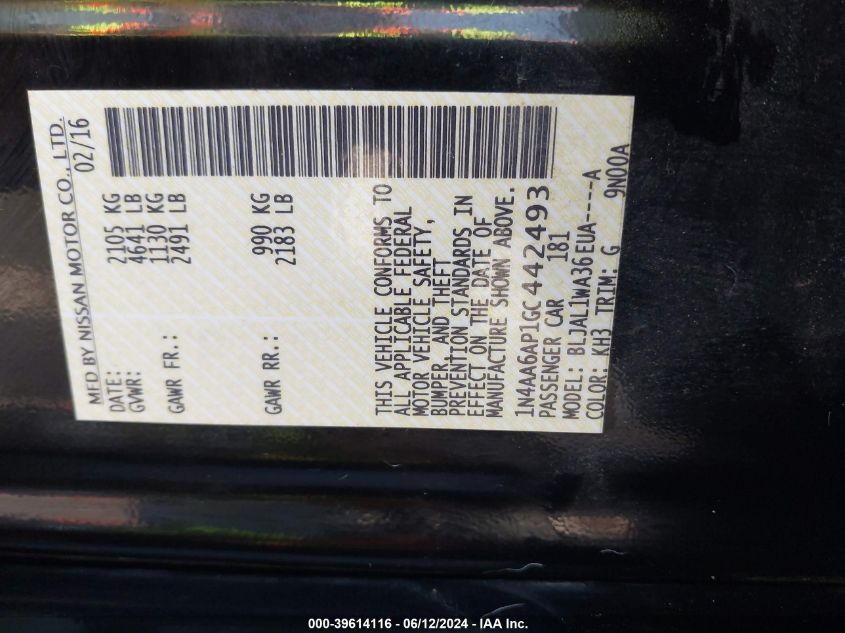 MFD BY NISSAN MOTOR CO., LTD.
DATE: 02/16
GVWR: 2105 KG
4641 LB
GAWR FR.: 1130 KG
2491 LB
GAWR RR.: 990 KG
2183 LB
THIS VEHICLE CONFORMS TO
ALL APPLICABLE FEDERAL
MOTOR VEHICLE SAFETY,
BUMPER, AND THEFT
PREVENTION STANDARDS IN
EFFECT ON THE DATE OF
MANUFACTURE SHOWN ABOVE.
1N4AA6AP1GC442493
PASSENGER CAR 181
MODEL: BLJAL1WA36EUA----A
COLOR: KH3 TRIM: G 9N00A
000-39614116 - 06/12/2024 - IAA Inc.